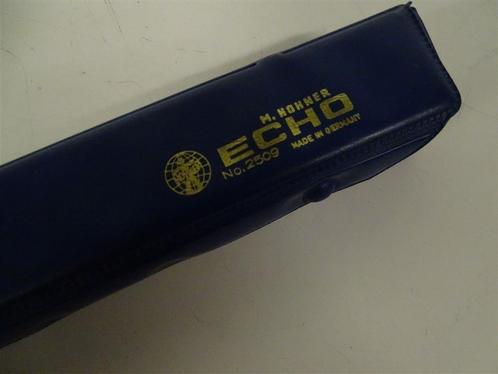 M. HOHNER
ECHO
No. 2509
MADE IN GERMANY